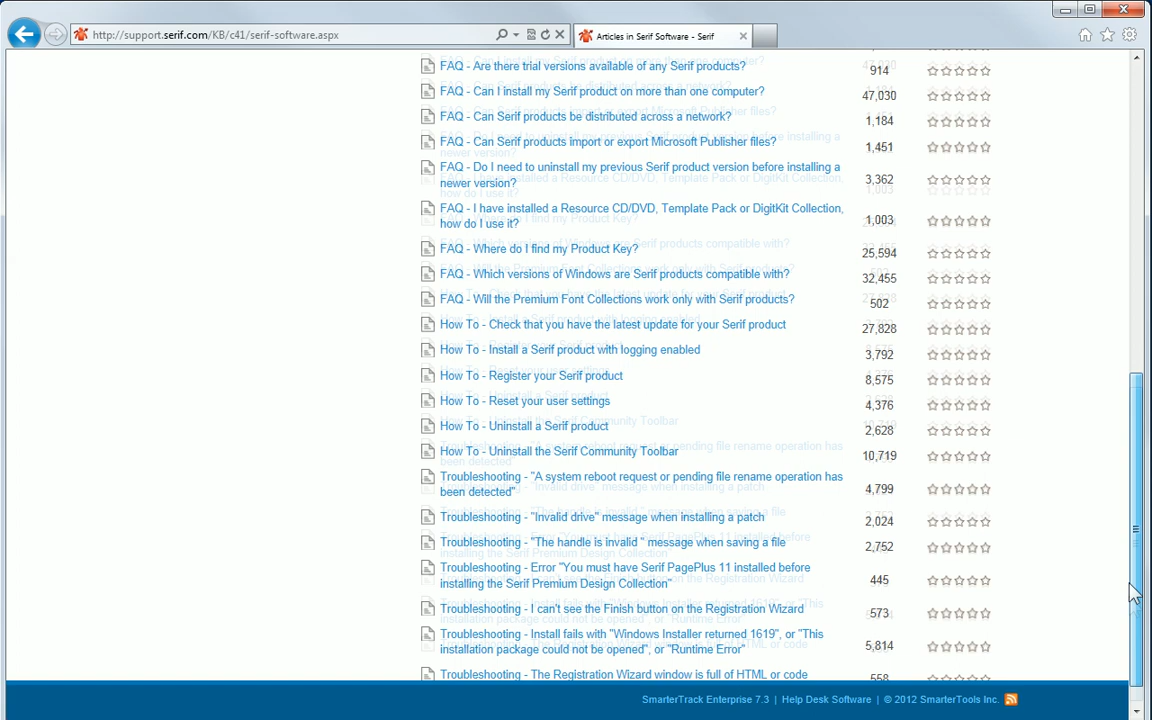 http://support.serif.com/KB/c41/serif-software.aspx
Articles in Serif Software - Serif
FAQ - Are there trial versions available of any Serif products? 914
FAQ - Can I install my Serif product on more than one computer? 47,030
FAQ - Can Serif products be distributed across a network? 1,184
FAQ - Can Serif products import or export Microsoft Publisher files? 1,451
FAQ - Do I need to uninstall my previous Serif product version before installing a
newer version? 3,362
FAQ - I have installed a Resource CD/DVD, Template Pack or DigitKit Collection,
how do I use it? 1,003
FAQ - Where do I find my Product Key? 25,594
FAQ - Which versions of Windows are Serif products compatible with? 32,455
FAQ - Will the Premium Font Collections work only with Serif products? 502
How To - Check that you have the latest update for your Serif product 27,828
How To - Install a Serif product with logging enabled 3,792
How To - Register your Serif product 8,575
How To - Reset your user settings 4,376
How To - Uninstall a Serif product 2,628
How To - Uninstall the Serif Community Toolbar 10,719
Troubleshooting - "A system reboot request or pending file rename operation has
been detected" 4,799
Troubleshooting - "Invalid drive" message when installing a patch 2,024
Troubleshooting - "The handle is invalid " message when saving a file 2,752
Troubleshooting - Error "You must have Serif PagePlus 11 installed before
installing the Serif Premium Design Collection" 445
Troubleshooting - I can't see the Finish button on the Registration Wizard 573
Troubleshooting - Install fails with "Windows Installer returned 1619", or "This
installation package could not be opened", or "Runtime Error" 5,814
Troubleshooting - The Registration Wizard window is full of HTML or code 558
SmarterTrack Enterprise 7.3 | Help Desk Software | © 2012 SmarterTools Inc.